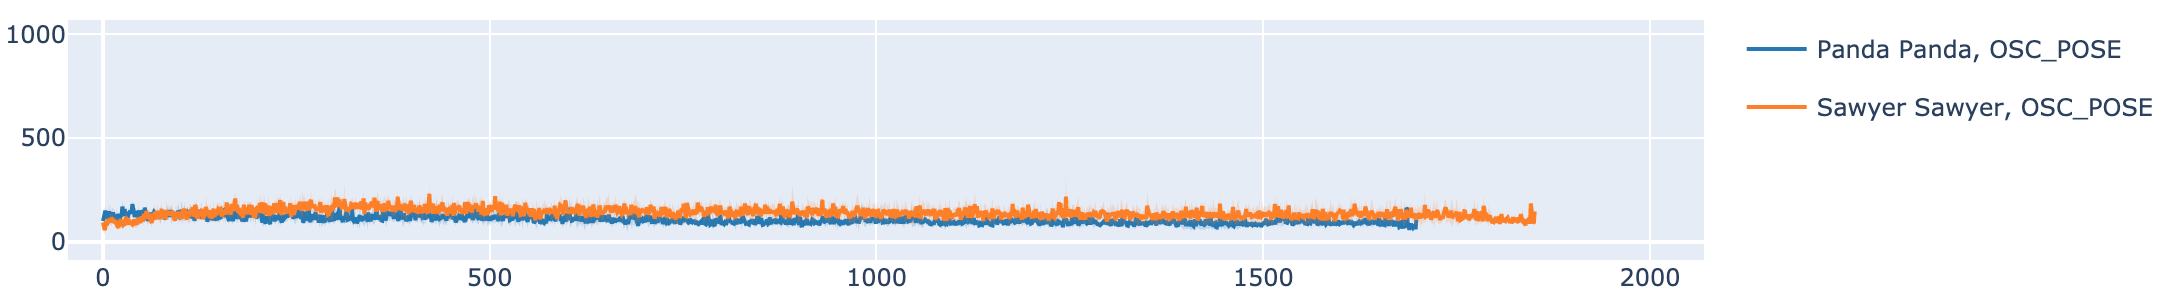 1000
500
0
0 500 1000 1500 2000
Panda Panda, OSC_POSE
Sawyer Sawyer, OSC_POSE